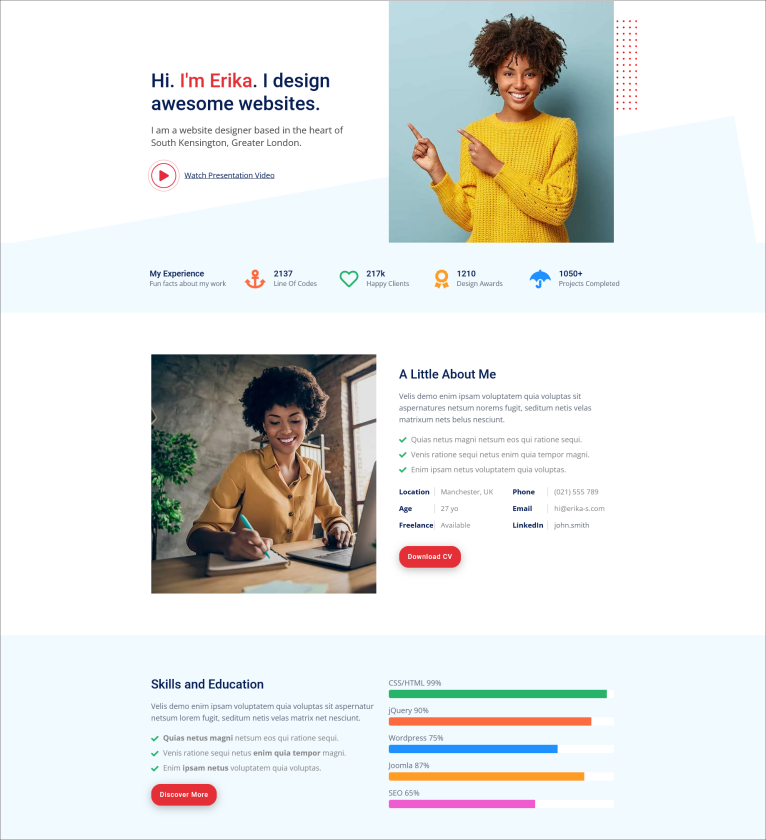 Hi. I'm Erika. I design
awesome websites.
I am a website designer based in the heart of
South Kensington, Greater London.
Watch Presentation Video
My Experience
Fun facts about my work
2137
Line Of Codes
217k
Happy Clients
1210
Design Awards
1050+
Projects Completed
A Little About Me
Velis demo enim ipsam voluptatem quia voluptas sit
aspernatures netsum norems fugit, seditum netis velas
matrixum nets belus nesciunt.
Quias netus magni netsum eos qui ratione sequi.
Venis ratione sequi netus enim quia tempor magni.
Enim ipsam netus voluptatem quia voluptas.
Location Manchester, UK Phone (021) 555 789
Age 27 yo Email hi@erika-s.com
Freelance Available LinkedIn john.smith
Download CV
Skills and Education
Velis demo enim ipsam voluptatem quia voluptas sit aspernatur
netsum lorem fugit, seditum netis velas matrix net nesciunt.
Quias netus magni netsum eos qui ratione sequi.
Venis ratione sequi netus enim quia tempor magni.
Enim ipsam netus voluptatem quia voluptas.
Discover More
CSS/HTML 99%
jQuery 90%
Wordpress 75%
Joomla 87%
SEO 65%